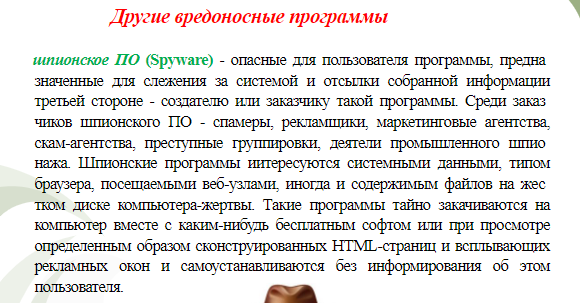 Другие вредоносные программы
шпионское ПО (Spyware) - опасные для пользователя программы, предна
значенные для слежения за системой и отсылки собранной информации
третьей стороне - создателю или заказчику такой программы. Среди заказ
чиков шпионского ПО - спамеры, рекламщики, маркетинговые агентства,
скам-агентства, преступные группировки, деятели промышленного шпио
нажа. Шпионские программы иитересуются системными данными, типом
браузера, посещаемыми веб-узлами, иногда и содержимым файлов на жес
тком диске компьютера-жертвы. Такие программы тайно закачиваются на
компьютер вместе с каким-нибудь бесплатным софтом или при просмотре
определенным образом сконструированных HTML-страниц и всплывающих
рекламных окон и самоустанавливаются без информирования об этом
пользователя.